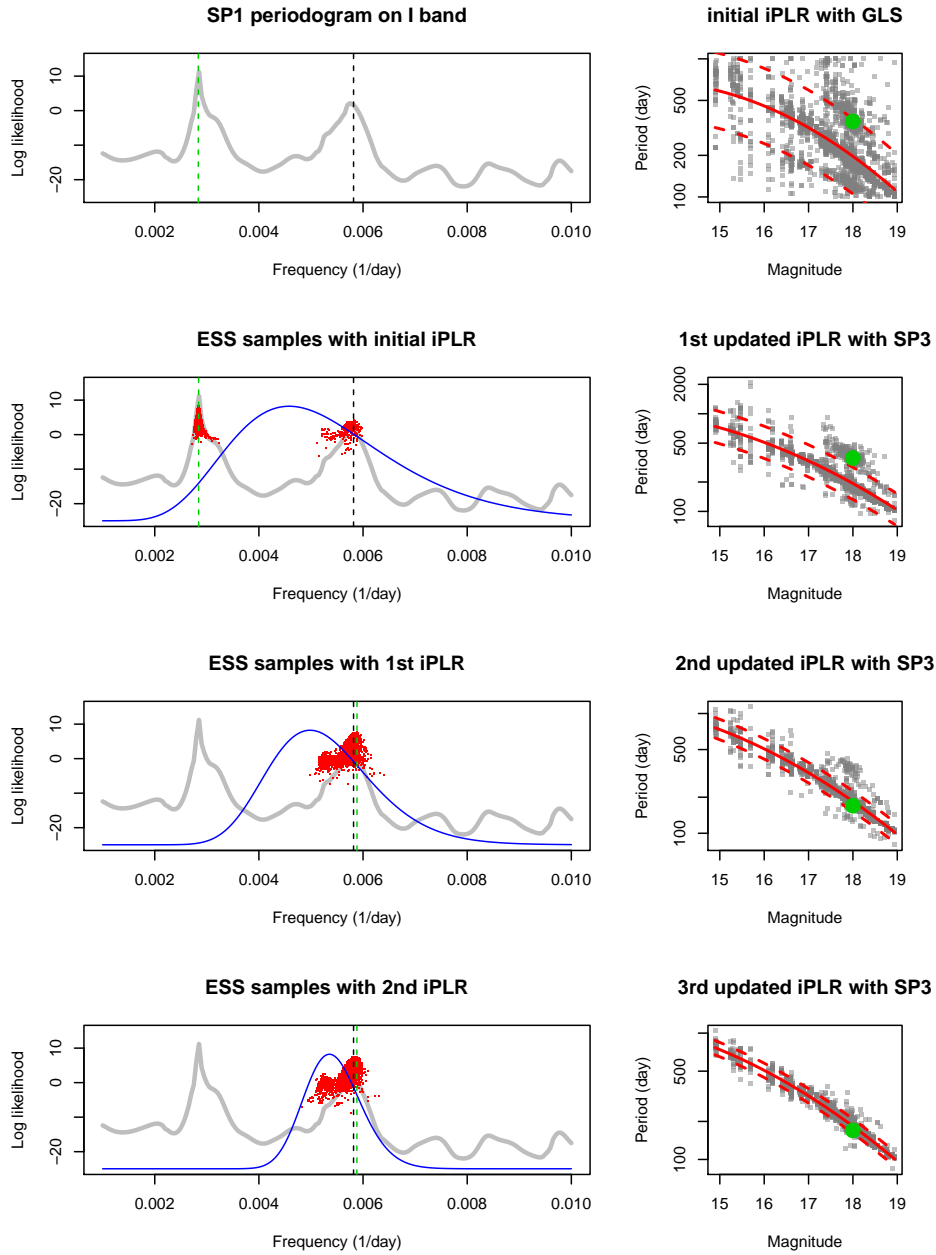 SP1 periodogram on I band
Log likelihood
10
0
−20
0.002 0.004 0.006 0.008 0.010
Frequency (1/day)
initial iPLR with GLS
Period (day)
500
200
100
15 16 17 18 19
Magnitude
ESS samples with initial iPLR
Log likelihood
10
0
−20
0.002 0.004 0.006 0.008 0.010
Frequency (1/day)
1st updated iPLR with SP3
Period (day)
2000
500
100
15 16 17 18 19
Magnitude
ESS samples with 1st iPLR
Log likelihood
10
0
−20
0.002 0.004 0.006 0.008 0.010
Frequency (1/day)
2nd updated iPLR with SP3
Period (day)
500
100
15 16 17 18 19
Magnitude
ESS samples with 2nd iPLR
Log likelihood
10
0
−20
0.002 0.004 0.006 0.008 0.010
Frequency (1/day)
3rd updated iPLR with SP3
Period (day)
500
100
15 16 17 18 19
Magnitude